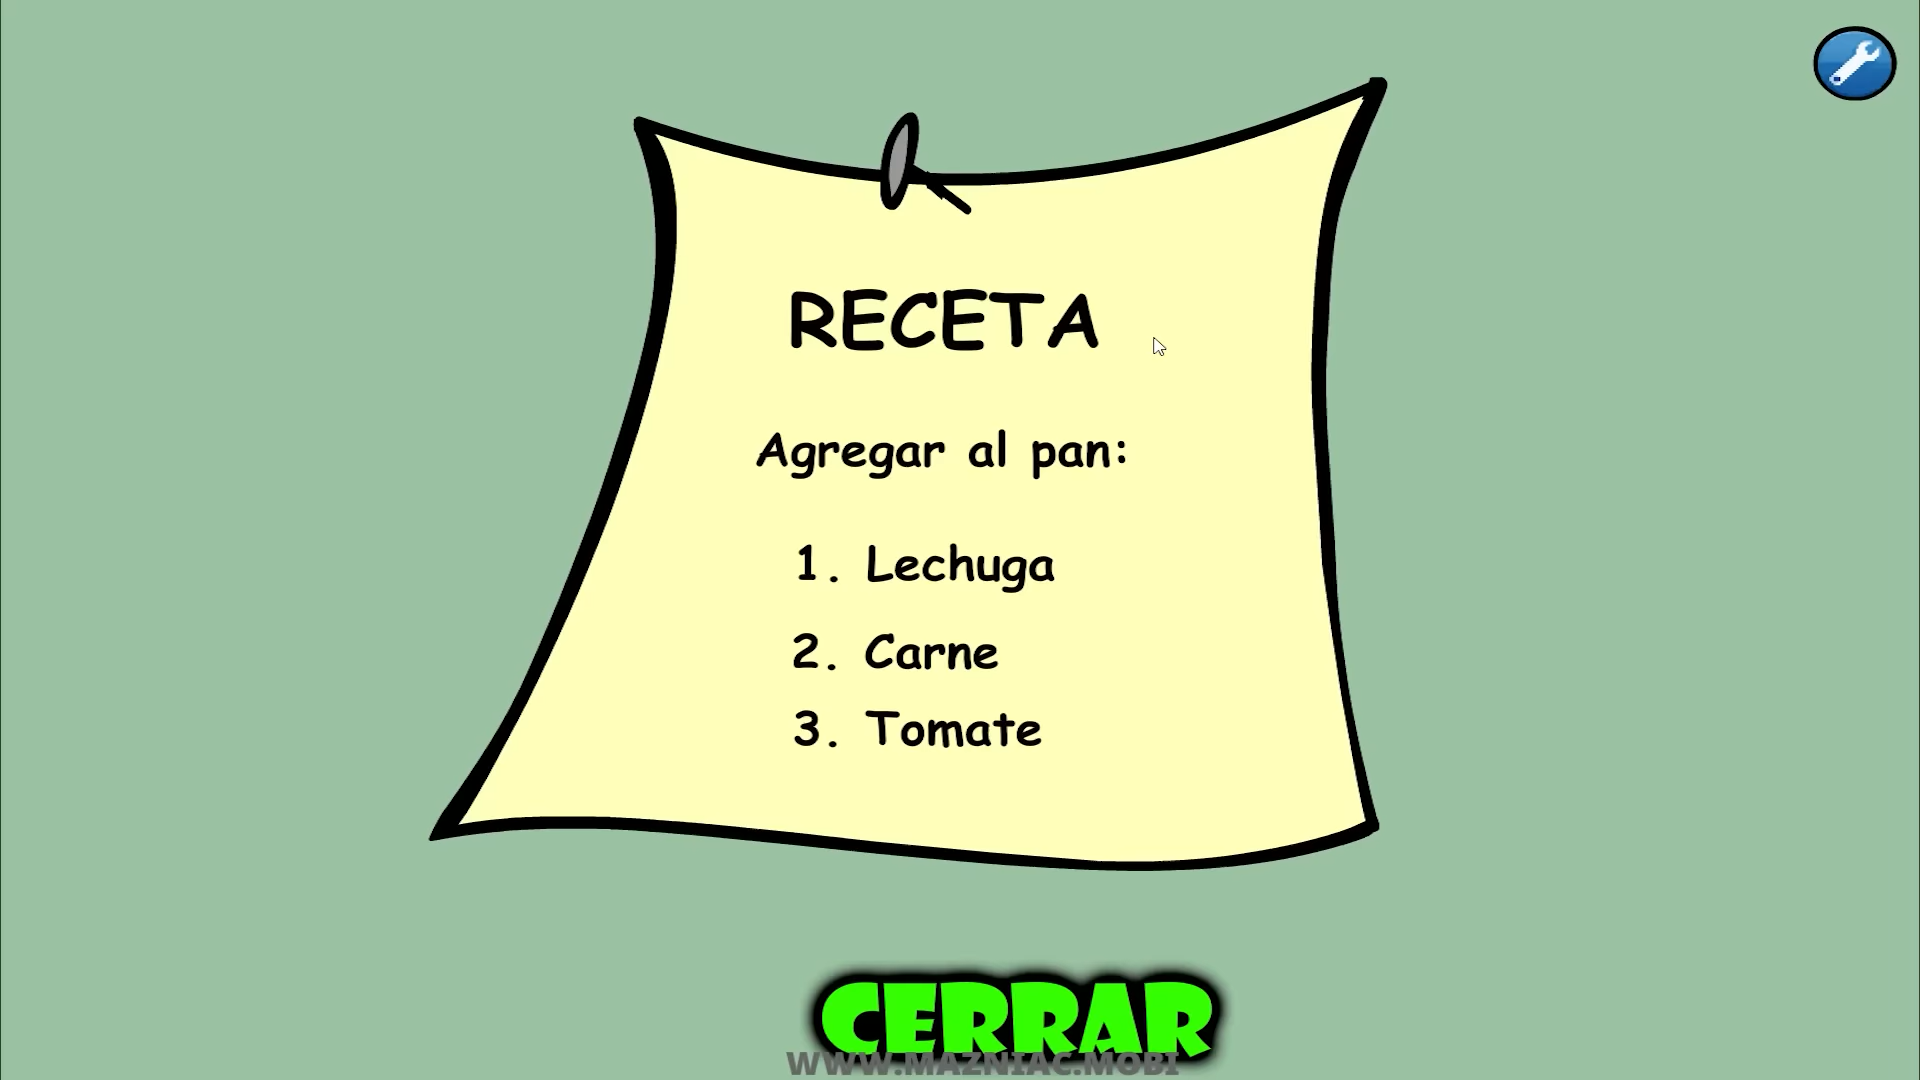 RECETA
Agregar al pan:
1. Lechuga
2. Carne
3. Tomate
CERRAR
WWW.MAZNIAC.MOBI